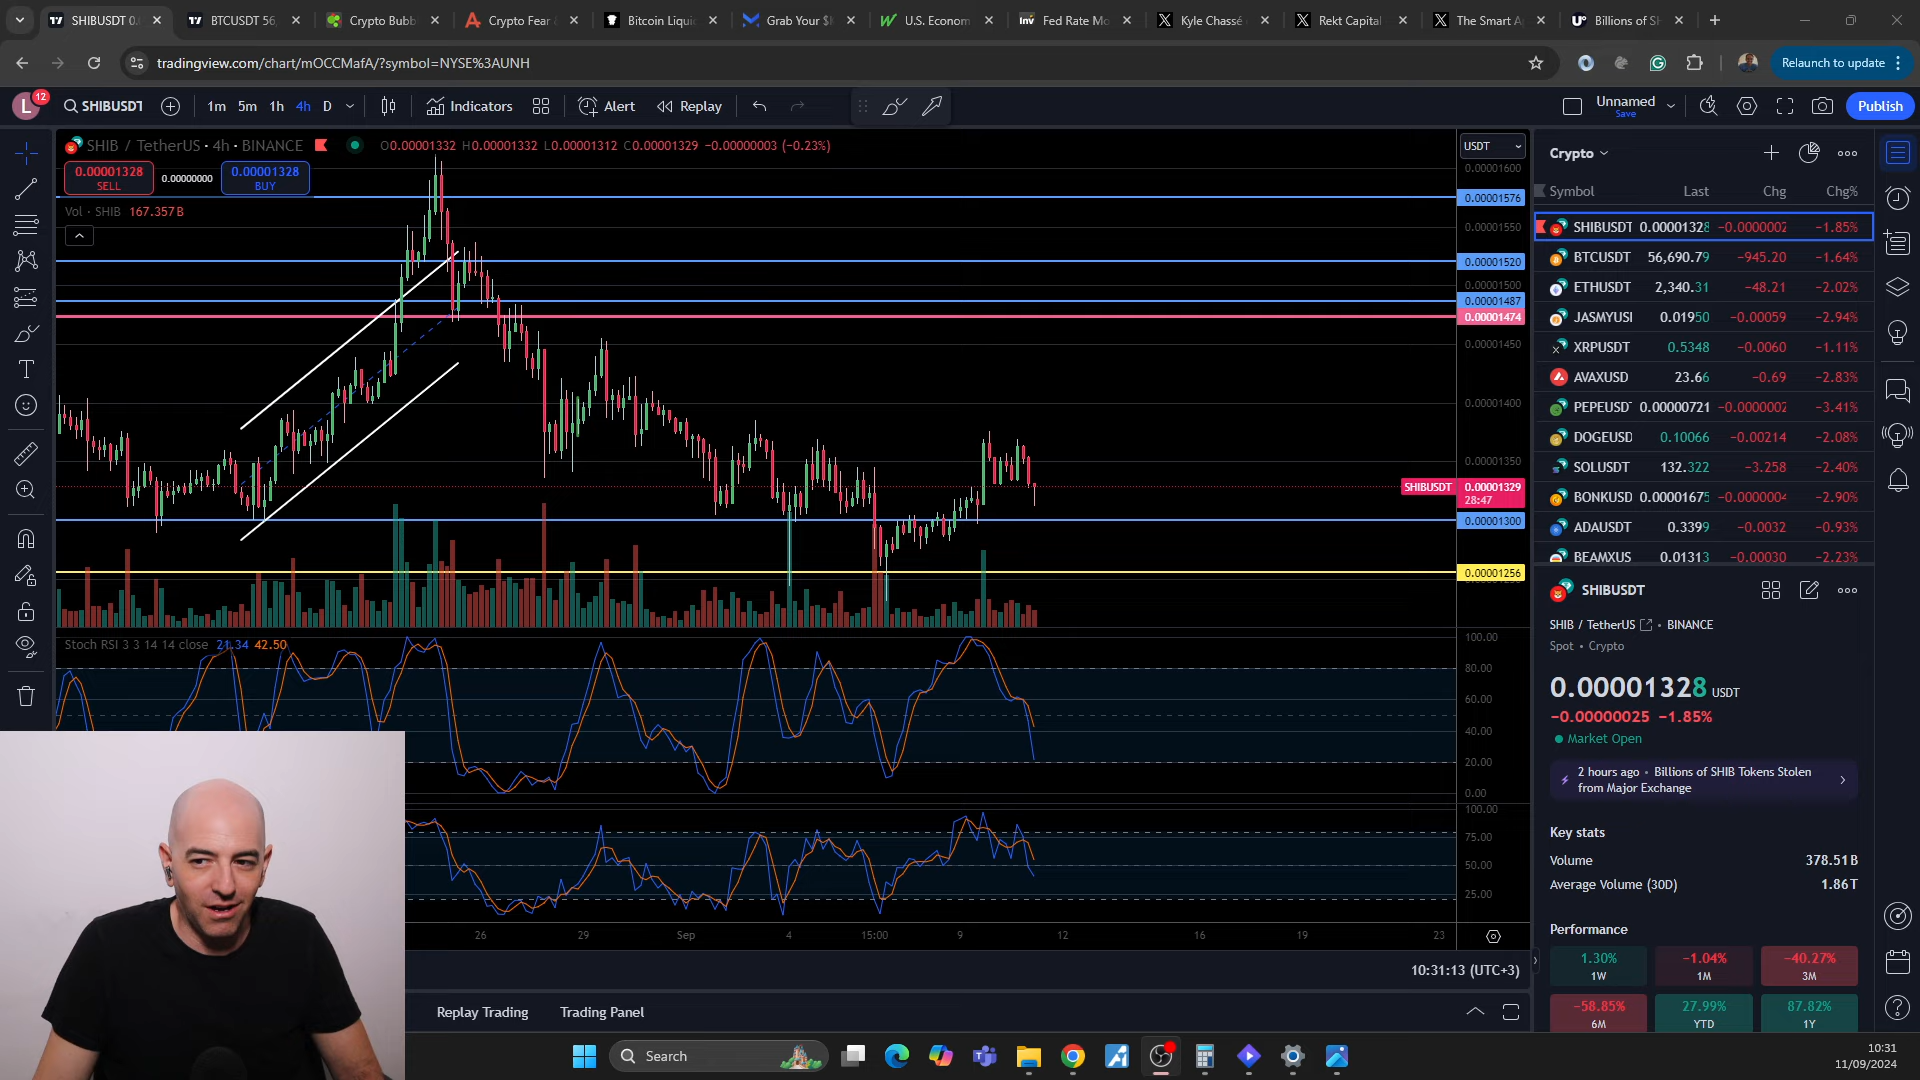 SHIBUSDT 0.
BTCUSDT 56,
Crypto Bubb
Crypto Fear
Bitcoin Liqui
Grab Your $
U.S. Econom
Fed Rate Mo
Kyle Chassé
Rekt Capital
The Smart A
Billions of SH
tradingview.com/chart/mOCCMafA/?symbol=NYSE%3AUNH
Relaunch to update
L
12
SHIBUSDT
1m 5m 1h 4h D
Indicators
Alert
Replay
Unnamed
Save
Publish
SHIB / TetherUS · 4h · BINANCE
O0.00001332 H0.00001332 L0.00001312 C0.00001329 −0.00000003 (−0.23%)
0.00001328
SELL
0.00000000
0.00001328
BUY
Vol · SHIB 167.357B
USDT
0.00001600
0.00001576
0.00001550
0.00001520
0.00001500
0.00001487
0.00001474
0.00001450
0.00001400
0.00001350
SHIBUSDT
0.00001329
28:47
0.00001300
0.00001256
Stoch RSI 3 3 14 14 close 21.34 42.50
100.00
80.00
60.00
40.00
20.00
0.00
100.00
75.00
50.00
25.00
26 29 Sep 4 15:00 9 12 16 19 23
10:31:13 (UTC+3)
Replay Trading
Trading Panel
Crypto
Symbol Last Chg Chg%
SHIBUSDT 0.00001328 −0.0000002 −1.85%
BTCUSDT 56,690.79 −945.20 −1.64%
ETHUSDT 2,340.31 −48.21 −2.02%
JASMYUSI 0.01950 −0.00059 −2.94%
XRPUSDT 0.5348 −0.0060 −1.11%
AVAXUSD 23.66 −0.69 −2.83%
PEPEUSDT 0.00000721 −0.0000002 −3.41%
DOGEUSD 0.10066 −0.00214 −2.08%
SOLUSDT 132.322 −3.258 −2.40%
BONKUSD 0.00001675 −0.0000004 −2.90%
ADAUSDT 0.3399 −0.0032 −0.93%
BEAMXUS 0.01313 −0.00030 −2.23%
SHIBUSDT
SHIB / TetherUS • BINANCE
Spot • Crypto
0.00001328 USDT
−0.00000025 −1.85%
Market Open
2 hours ago • Billions of SHIB Tokens Stolen
from Major Exchange
Key stats
Volume 378.51B
Average Volume (30D) 1.86T
Performance
1.30% −1.04% −40.27%
1W 1M 3M
−58.85% 27.99% 87.82%
6M YTD 1Y
Search
10:31
11/09/2024